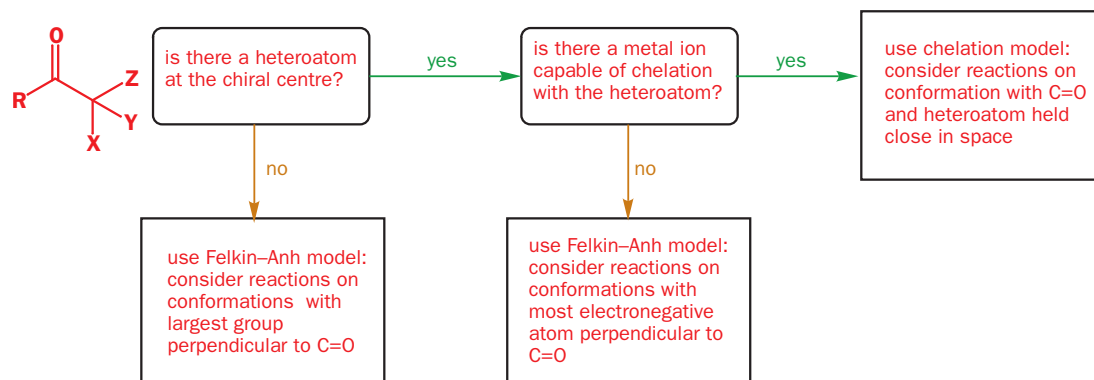 O
R
Z
Y
X
is there a heteroatom
at the chiral centre?
yes
is there a metal ion
capable of chelation
with the heteroatom?
yes
use chelation model:
consider reactions on
conformation with C=O
and heteroatom held
close in space
no
no
use Felkin–Anh model:
consider reactions on
conformations with
largest group
perpendicular to C=O
use Felkin–Anh model:
consider reactions on
conformations with
most electronegative
atom perpendicular to
C=O